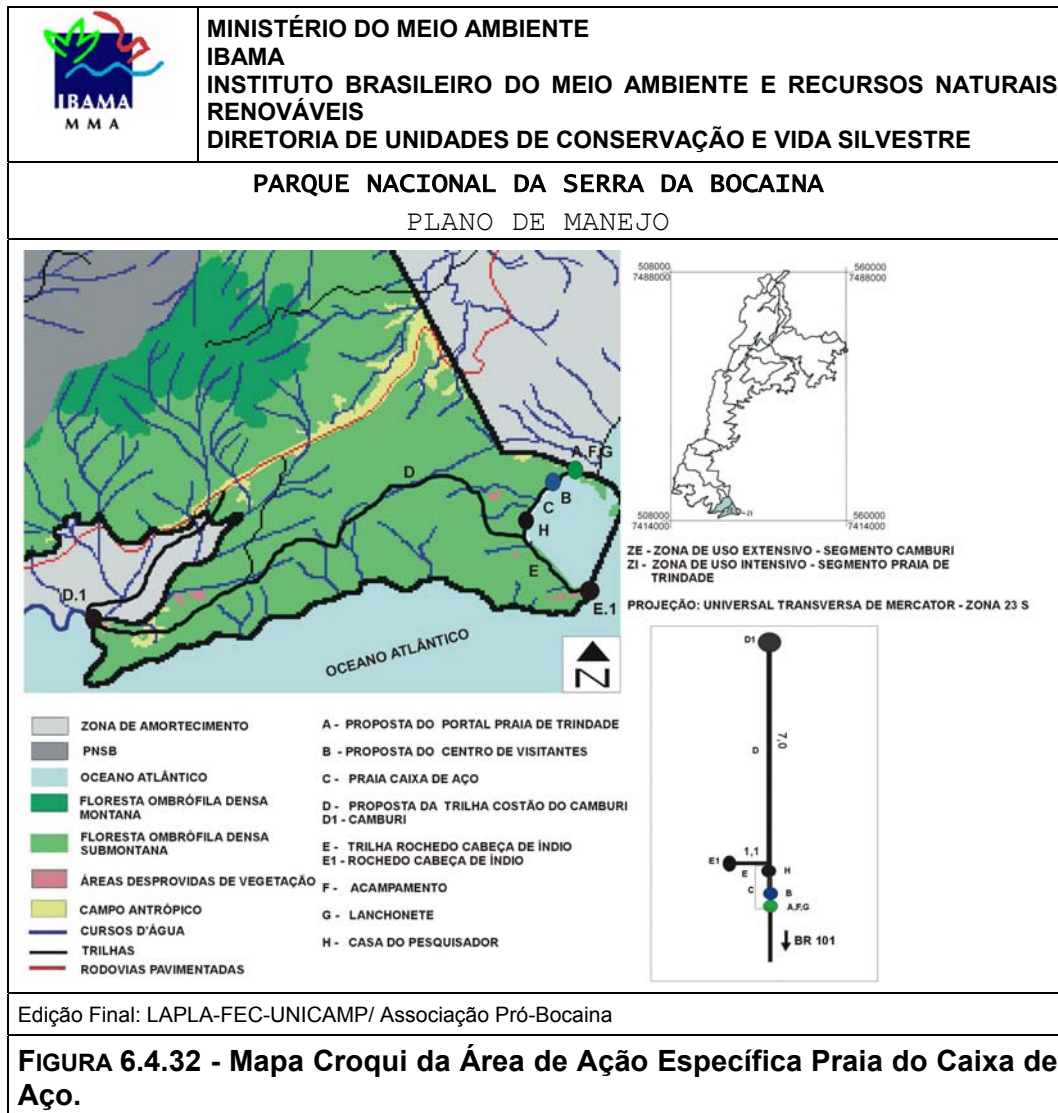 IBAMA
M M A
MINISTÉRIO DO MEIO AMBIENTE
IBAMA
INSTITUTO BRASILEIRO DO MEIO AMBIENTE E RECURSOS NATURAIS
RENOVÁVEIS
DIRETORIA DE UNIDADES DE CONSERVAÇÃO E VIDA SILVESTRE
PARQUE NACIONAL DA SERRA DA BOCAINA
PLANO DE MANEJO
A,F,G
B
C
D
H
E
E.1
D.1
OCEANO ATLÂNTICO
N
508000
7488000
560000
7488000
ZI
508000
7414000
560000
7414000
ZE - ZONA DE USO EXTENSIVO - SEGMENTO CAMBURI
ZI - ZONA DE USO INTENSIVO - SEGMENTO PRAIA DE
TRINDADE
PROJEÇÃO: UNIVERSAL TRANSVERSA DE MERCATOR - ZONA 23 S
D1
7,0
D
1,1
E1
E
H
C
B
A,F,G
BR 101
ZONA DE AMORTECIMENTO
PNSB
OCEANO ATLÂNTICO
FLORESTA OMBRÓFILA DENSA
MONTANA
FLORESTA OMBRÓFILA DENSA
SUBMONTANA
ÁREAS DESPROVIDAS DE VEGETAÇÃO
CAMPO ANTRÓPICO
CURSOS D'ÁGUA
TRILHAS
RODOVIAS PAVIMENTADAS
A - PROPOSTA DO PORTAL PRAIA DE TRINDADE
B - PROPOSTA DO CENTRO DE VISITANTES
C - PRAIA CAIXA DE AÇO
D - PROPOSTA DA TRILHA COSTÃO DO CAMBURI
D1 - CAMBURI
E - TRILHA ROCHEDO CABEÇA DE ÍNDIO
E1 - ROCHEDO CABEÇA DE ÍNDIO
F - ACAMPAMENTO
G - LANCHONETE
H - CASA DO PESQUISADOR
Edição Final: LAPLA-FEC-UNICAMP/ Associação Pró-Bocaina
FIGURA 6.4.32 - Mapa Croqui da Área de Ação Específica Praia do Caixa de
Aço.